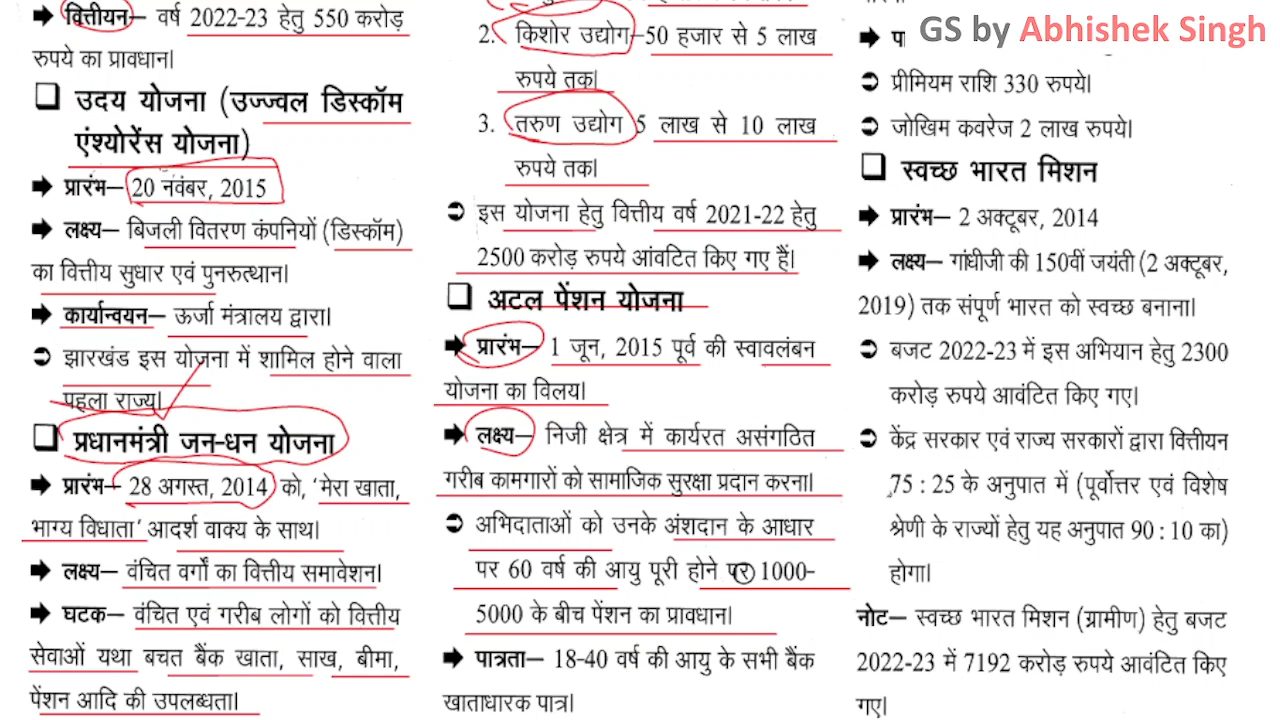 ➡ वित्तीयन– वर्ष 2022-23 हेतु 550 करोड़
रुपये का प्रावधान।
❑ उदय योजना (उज्ज्वल डिस्कॉम
एंश्योरेंस योजना)
➡ प्रारंभ– 20 नवंबर, 2015
➡ लक्ष्य– बिजली वितरण कंपनियों (डिस्कॉम)
का वित्तीय सुधार एवं पुनरुत्थान।
➡ कार्यान्वयन– ऊर्जा मंत्रालय द्वारा।
➲ झारखंड इस योजना में शामिल होने वाला
पहला राज्य।
❑ प्रधानमंत्री जन-धन योजना
➡ प्रारंभ– 28 अगस्त, 2014 को, 'मेरा खाता,
भाग्य विधाता' आदर्श वाक्य के साथ।
➡ लक्ष्य– वंचित वर्गों का वित्तीय समावेशन।
➡ घटक– वंचित एवं गरीब लोगों को वित्तीय
सेवाओं यथा बचत बैंक खाता, साख, बीमा,
पेंशन आदि की उपलब्धता।
2. किशोर उद्योग–50 हजार से 5 लाख
रुपये तक।
3. तरुण उद्योग 5 लाख से 10 लाख
रुपये तक।
➲ इस योजना हेतु वित्तीय वर्ष 2021-22 हेतु
2500 करोड़ रुपये आंवटित किए गए हैं।
❑ अटल पेंशन योजना
➡ प्रारंभ– 1 जून, 2015 पूर्व की स्वावलंबन
योजना का विलय।
➡ लक्ष्य– निजी क्षेत्र में कार्यरत असंगठित
गरीब कामगारों को सामाजिक सुरक्षा प्रदान करना।
➲ अभिदाताओं को उनके अंशदान के आधार
पर 60 वर्ष की आयु पूरी होने पर 1000-
5000 के बीच पेंशन का प्रावधान।
➡ पात्रता– 18-40 वर्ष की आयु के सभी बैंक
खाताधारक पात्र।
GS by Abhishek Singh
➲ प्रीमियम राशि 330 रुपये।
➲ जोखिम कवरेज 2 लाख रुपये।
❑ स्वच्छ भारत मिशन
➡ प्रारंभ– 2 अक्टूबर, 2014
➡ लक्ष्य– गांधीजी की 150वीं जयंती (2 अक्टूबर,
2019) तक संपूर्ण भारत को स्वच्छ बनाना।
➲ बजट 2022-23 में इस अभियान हेतु 2300
करोड़ रुपये आवंटित किए गए।
➲ केंद्र सरकार एवं राज्य सरकारों द्वारा वित्तीयन
75 : 25 के अनुपात में (पूर्वोत्तर एवं विशेष
श्रेणी के राज्यों हेतु यह अनुपात 90 : 10 का)
होगा।
नोट– स्वच्छ भारत मिशन (ग्रामीण) हेतु बजट
2022-23 में 7192 करोड़ रुपये आवंटित किए
गए।